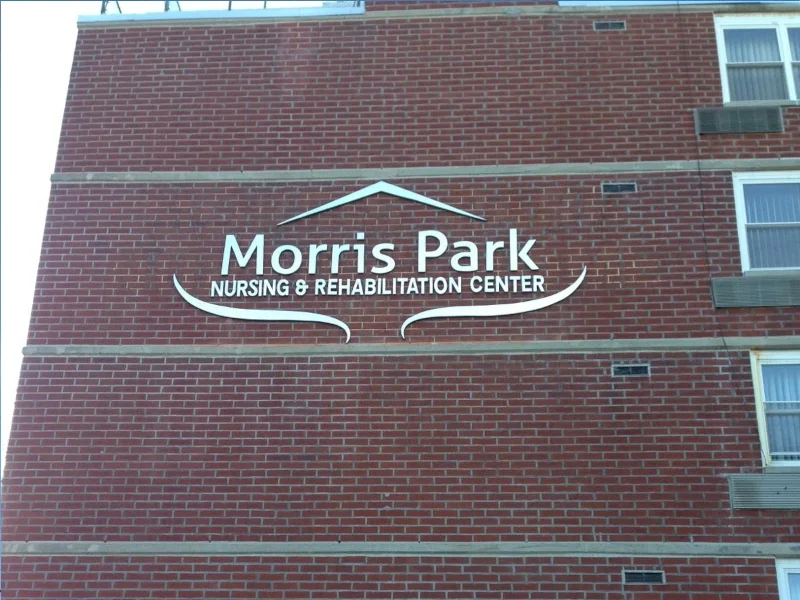 Morris Park
NURSING & REHABILITATION CENTER